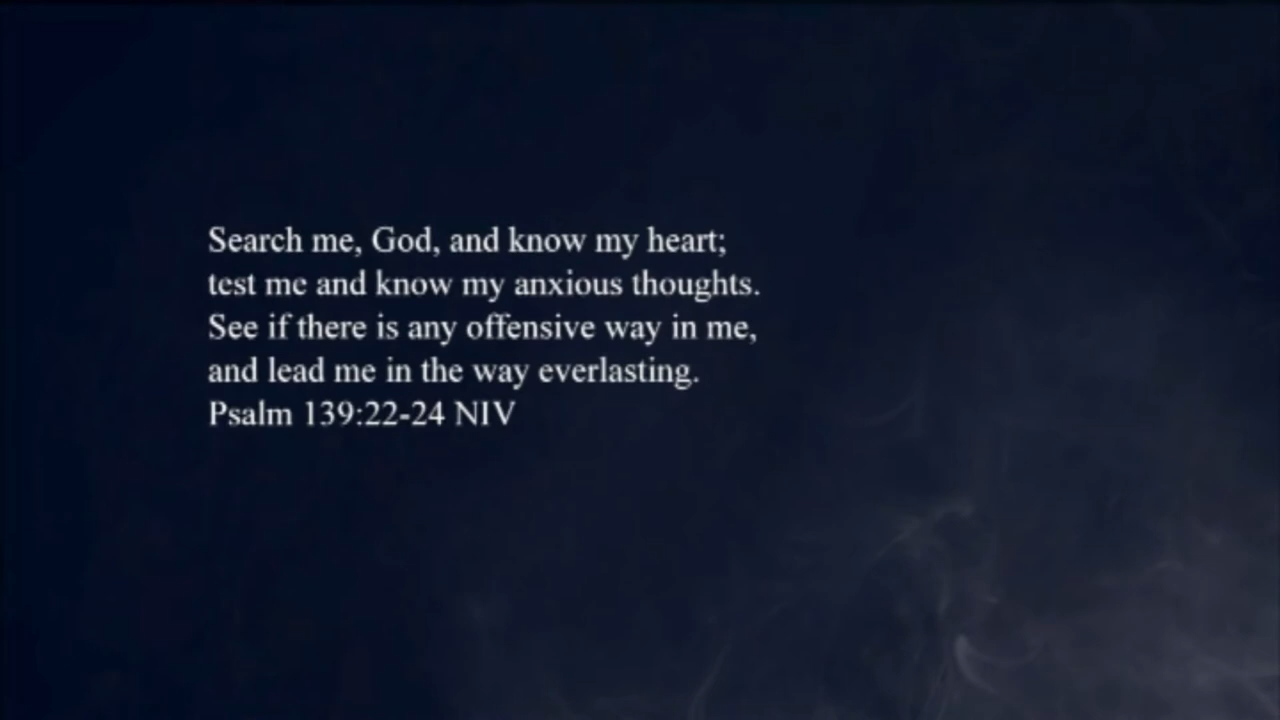 Search me, God, and know my heart;
test me and know my anxious thoughts.
See if there is any offensive way in me,
and lead me in the way everlasting.
Psalm 139:22-24 NIV